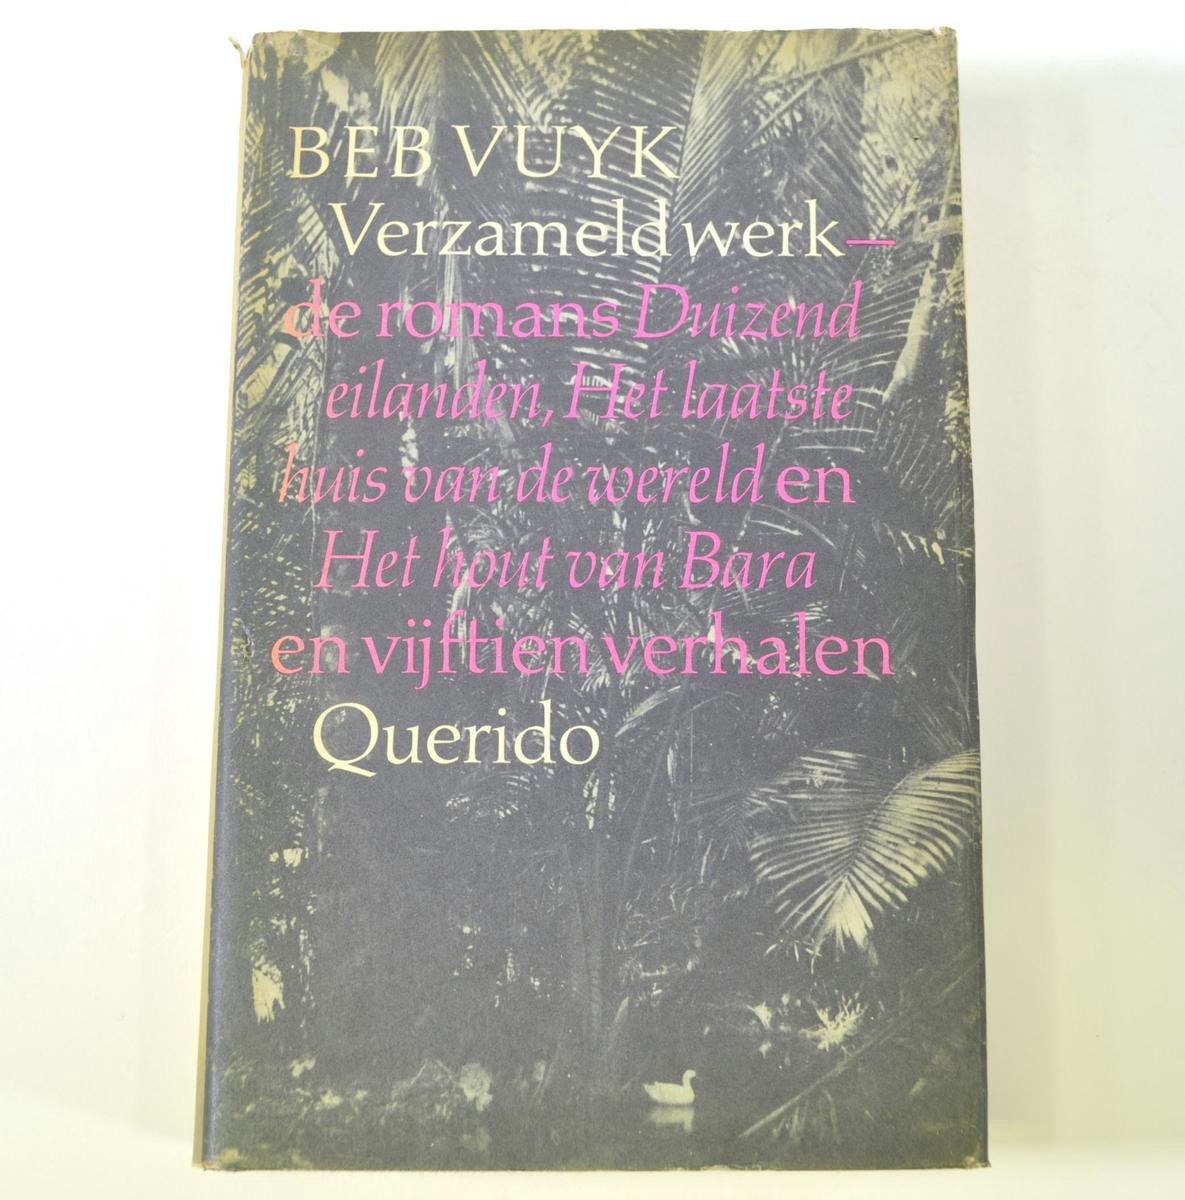 BEB VUYK
Verzameld werk—
de romans Duizend
eilanden, Het laatste
huis van de wereld en
Het hout van Bara
en vijftien verhalen
Querido